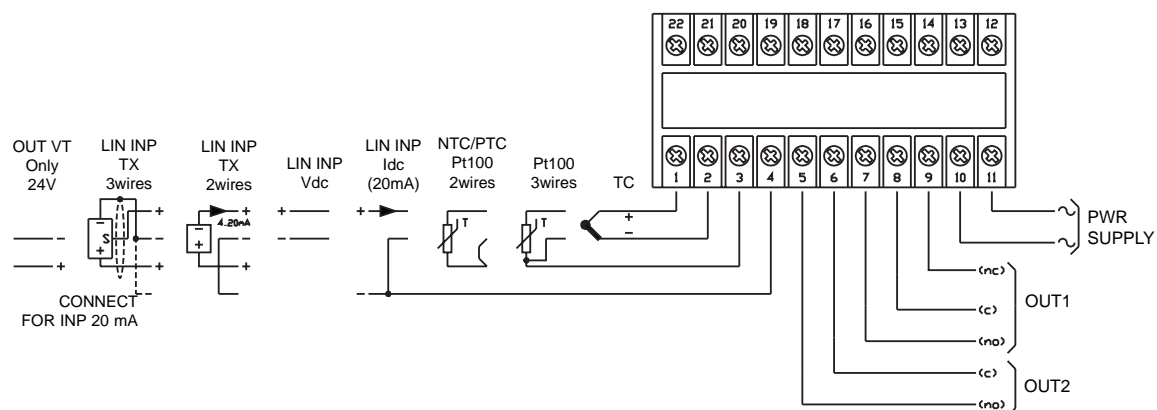 22 21 20 19 18 17 16 15 14 13 12
1 2 3 4 5 6 7 8 9 10 11
OUT VT
Only
24V
LIN INP
TX
3wires
LIN INP
TX
2wires
LIN INP
Vdc
LIN INP
Idc
(20mA)
NTC/PTC
Pt100
2wires
Pt100
3wires
TC
−
S
+
+
−
+
−
+
4..20mA
−
+
+
−
+
−
+
−
+
−
T
T
+
−
CONNECT
FOR INP 20 mA
PWR
SUPPLY
(nc)
(c)
(no)
OUT1
(c)
(no)
OUT2